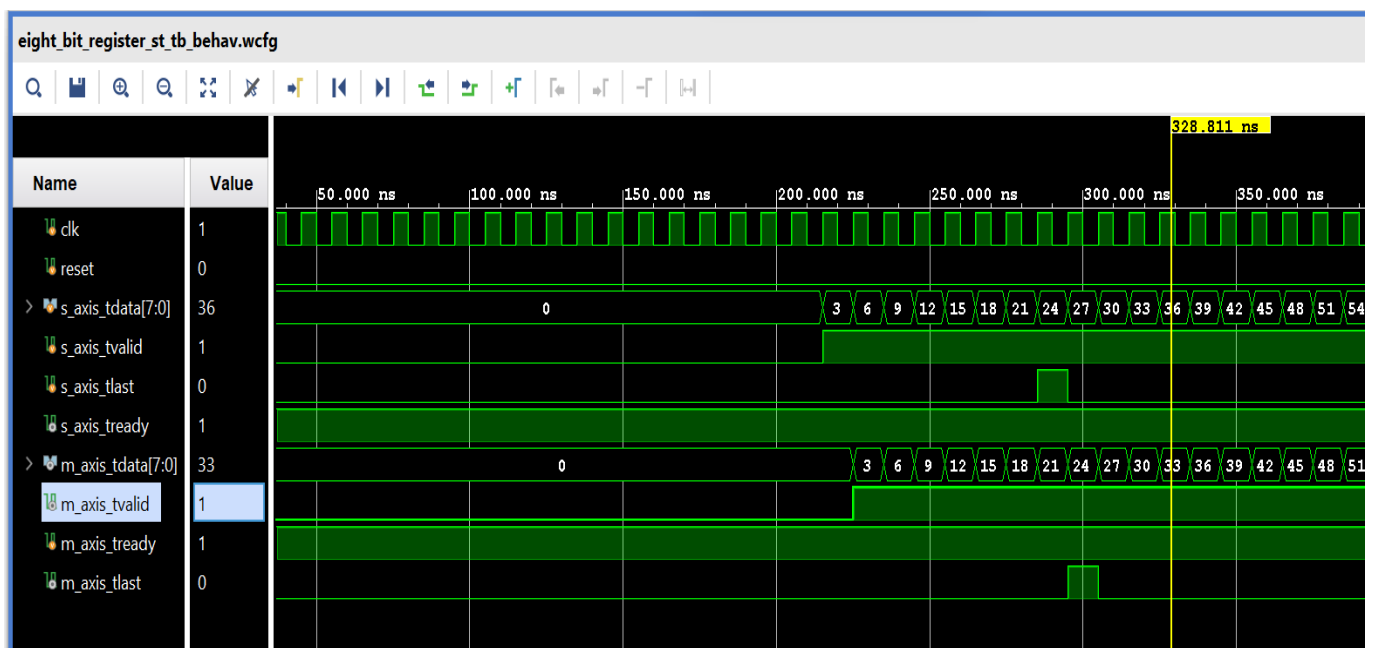 eight_bit_register_st_tb_behav.wcfg
328.811 ns
Name Value
50.000 ns 100.000 ns 150.000 ns 200.000 ns 250.000 ns 300.000 ns 350.000 ns
clk 1
reset 0
s_axis_tdata[7:0] 36 0 3 6 9 12 15 18 21 24 27 30 33 36 39 42 45 48 51 54
s_axis_tvalid 1
s_axis_tlast 0
s_axis_tready 1
m_axis_tdata[7:0] 33 0 3 6 9 12 15 18 21 24 27 30 33 36 39 42 45 48 51
m_axis_tvalid 1
m_axis_tready 1
m_axis_tlast 0